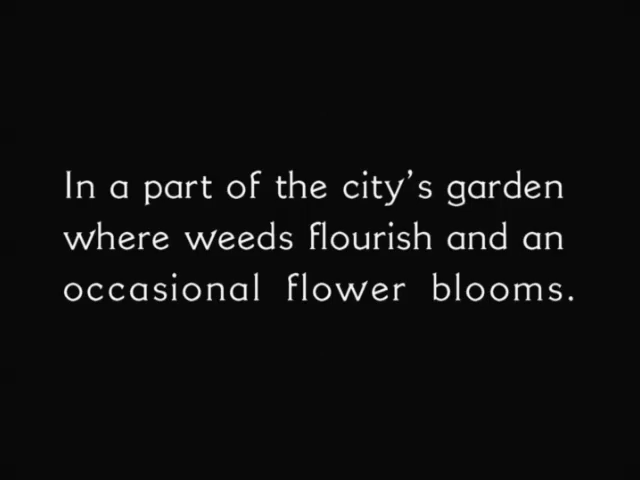 In a part of the city's garden
where weeds flourish and an
occasional flower blooms.